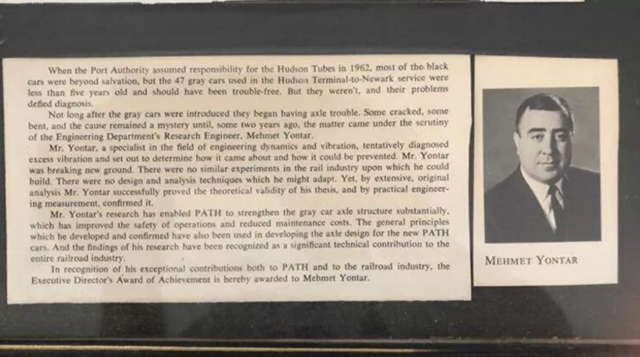 When the Port Authority assumed responsibility for the Hudson Tubes in 1962, most of the black
cars were beyond salvation, but the 47 gray cars used in the Hudson Terminal-to-Newark service were
less than five years old and should have been trouble-free. But they weren't, and their problems
defied diagnosis.
Not long after the gray cars were introduced they began having axle trouble. Some cracked, some
bent, and the cause remained a mystery until, some two years ago, the matter came under the scrutiny
of the Engineering Department's Research Engineer, Mehmet Yontar.
Mr. Yontar, a specialist in the field of engineering dynamics and vibration, tentatively diagnosed
excess vibration and set out to determine how it came about and how it could be prevented. Mr. Yontar
was breaking new ground. There were no similar experiments in the rail industry upon which he could
build. There were no design and analysis techniques which he might adapt. Yet, by extensive, original
analysis Mr. Yontar successfully proved the theoretical validity of his thesis, and by practical engineer-
ing measurement, confirmed it.
Mr. Yontar's research has enabled PATH to strengthen the gray car axle structure substantially,
which has improved the safety of operations and reduced maintenance costs. The general principles
which he developed and confirmed have also been used in developing the axle design for the new PATH
cars. And the findings of his research have been recognized as a significant technical contribution to the
entire railroad industry.
In recognition of his exceptional contributions both to PATH and to the railroad industry, the
Executive Director's Award of Achievement is hereby awarded to Mehmet Yontar.
MEHMET YONTAR